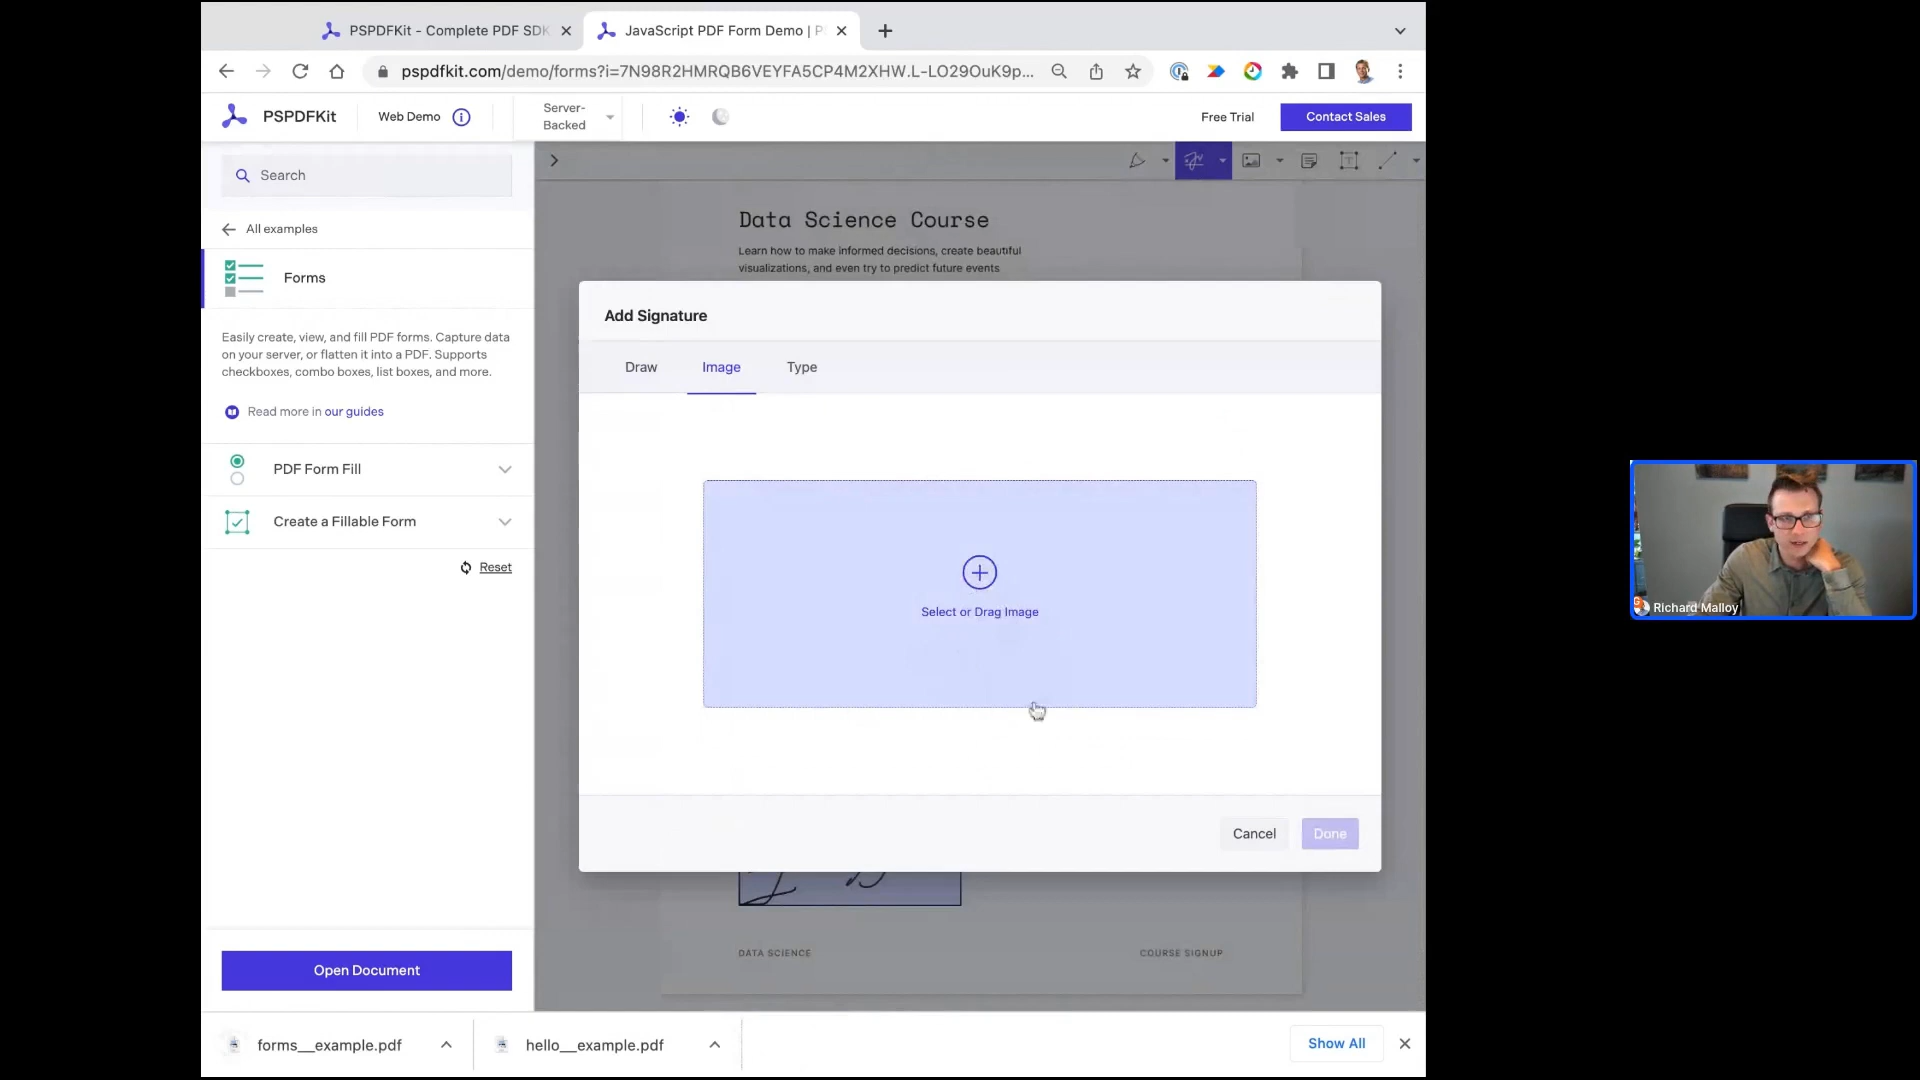 PSPDFKit - Complete PDF SDK
JavaScript PDF Form Demo | P
pspdfkit.com/demo/forms?i=7N98R2HMRQB6VEYFA5CP4M2XHW.L-LO29OuK9p...
PSPDFKit
Web Demo
Server-
Backed
Free Trial
Contact Sales
Search
All examples
Forms
Easily create, view, and fill PDF forms. Capture data
on your server, or flatten it into a PDF. Supports
checkboxes, combo boxes, list boxes, and more.
Read more in our guides
PDF Form Fill
Create a Fillable Form
Reset
Open Document
Data Science Course
Learn how to make informed decisions, create beautiful
visualizations, and even try to predict future events
Add Signature
Draw
Image
Type
Select or Drag Image
Cancel
Done
DATA SCIENCE
COURSE SIGNUP
forms__example.pdf
hello__example.pdf
Show All
Richard Malloy